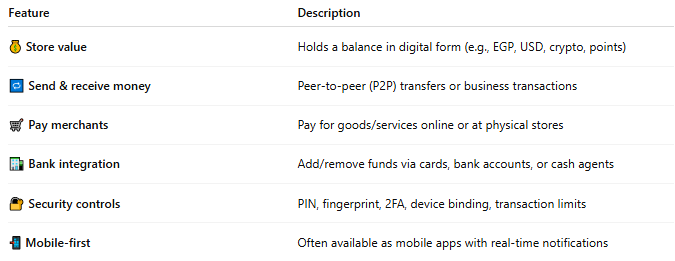 Feature Description
💰 Store value Holds a balance in digital form (e.g., EGP, USD, crypto, points)
🔁 Send & receive money Peer-to-peer (P2P) transfers or business transactions
🛒 Pay merchants Pay for goods/services online or at physical stores
🏦 Bank integration Add/remove funds via cards, bank accounts, or cash agents
🔐 Security controls PIN, fingerprint, 2FA, device binding, transaction limits
📲 Mobile-first Often available as mobile apps with real-time notifications